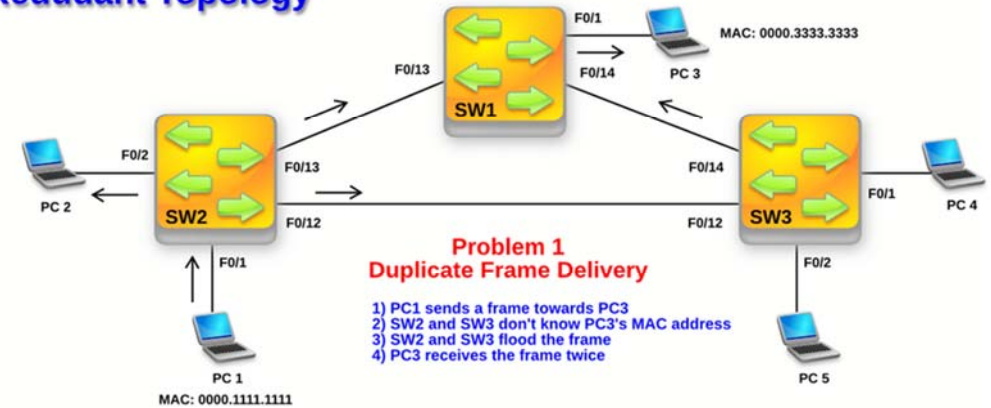 Topology
F0/1
MAC: 0000.3333.3333
F0/13
F0/14
PC 3
SW1
F0/2
F0/13
F0/14
F0/1
PC 2
SW2
F0/12
F0/12
SW3
PC 4
Problem 1
Duplicate Frame Delivery
F0/1
F0/2
1) PC1 sends a frame towards PC3
2) SW2 and SW3 don't know PC3's MAC address
3) SW2 and SW3 flood the frame
4) PC3 receives the frame twice
PC 1
PC 5
MAC: 0000.1111.1111